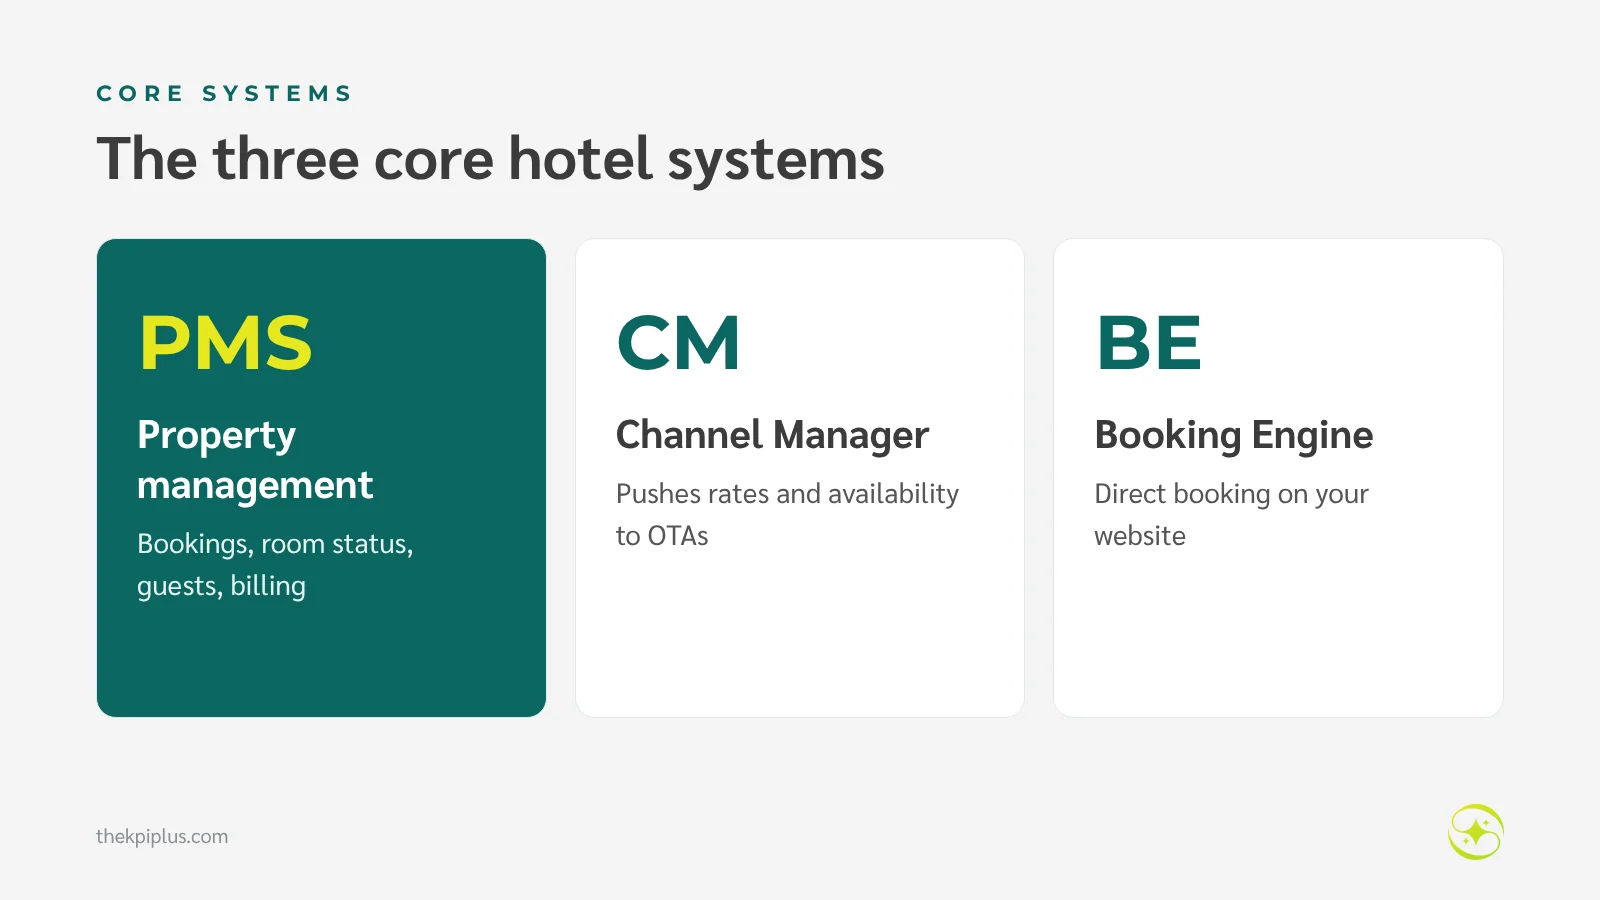 CORE SYSTEMS
The three core hotel systems
PMS
Property
management
Bookings, room status,
guests, billing
CM
Channel Manager
Pushes rates and availability
to OTAs
BE
Booking Engine
Direct booking on your
website
thekpiplus.com